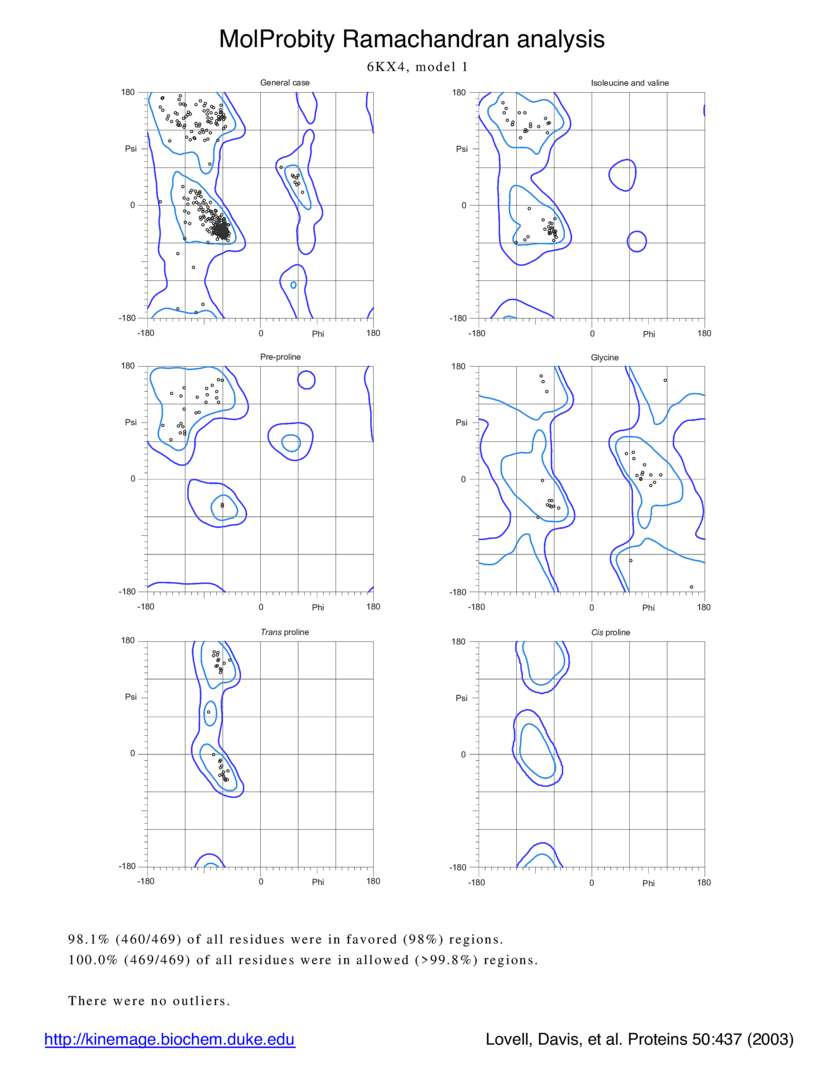 MolProbity Ramachandran analysis
6KX4, model 1
General case
180
Psi
0
-180
-180 0 Phi 180
Isoleucine and valine
180
Psi
0
-180
-180 0 Phi 180
Pre-proline
180
Psi
0
-180
-180 0 Phi 180
Glycine
180
Psi
0
-180
-180 0 Phi 180
Trans proline
180
Psi
0
-180
-180 0 Phi 180
Cis proline
180
Psi
0
-180
-180 0 Phi 180
98.1% (460/469) of all residues were in favored (98%) regions.
100.0% (469/469) of all residues were in allowed (>99.8%) regions.
There were no outliers.
http://kinemage.biochem.duke.edu
Lovell, Davis, et al. Proteins 50:437 (2003)